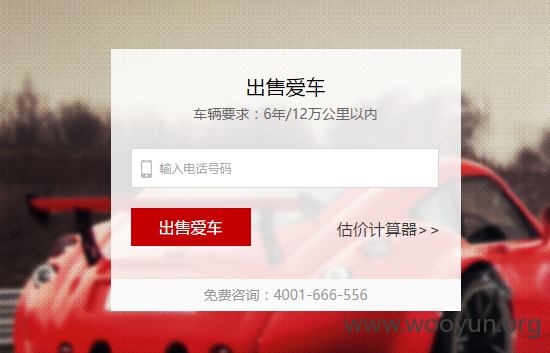 出售爱车
车辆要求：6年/12万公里以内
输入电话号码
出售爱车
估价计算器>>
免费咨询：4001-666-556
www.wooyun.org